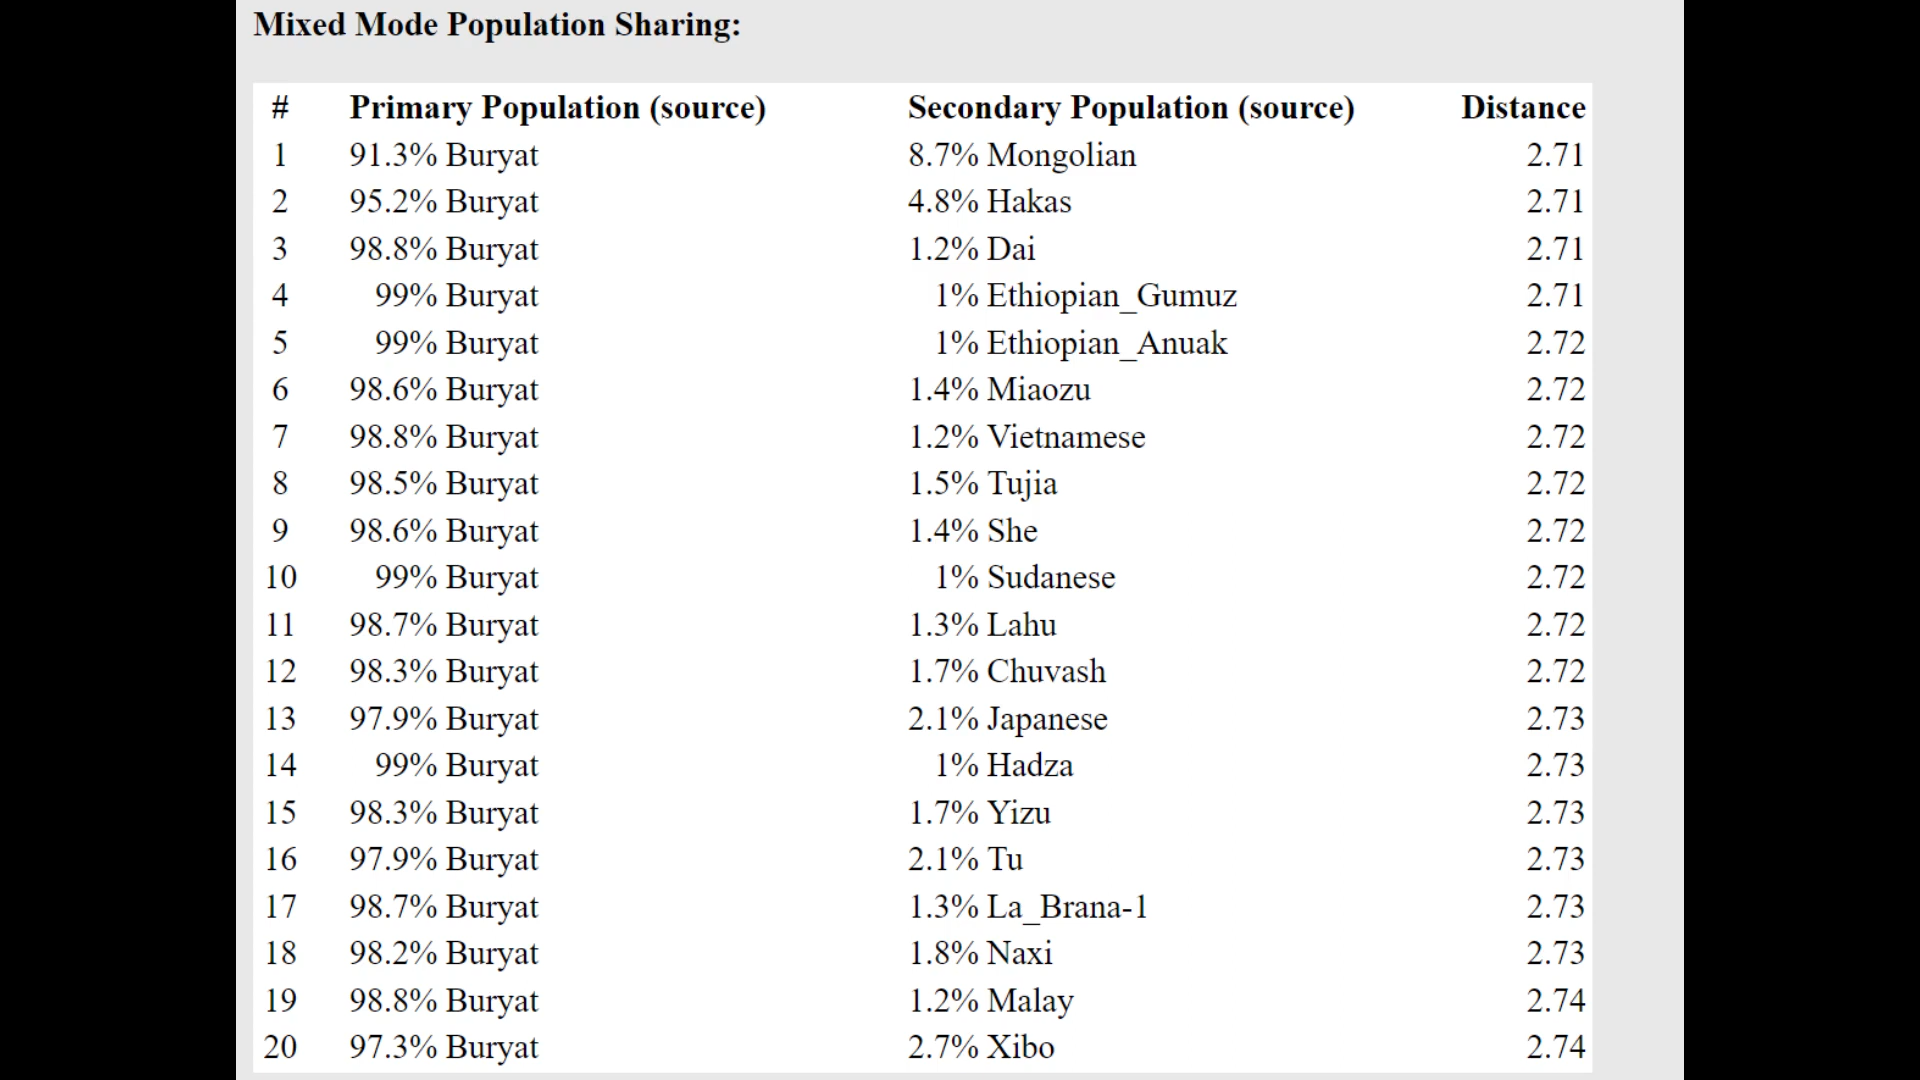 Mixed Mode Population Sharing:
# Primary Population (source) Secondary Population (source) Distance
1 91.3% Buryat 8.7% Mongolian 2.71
2 95.2% Buryat 4.8% Hakas 2.71
3 98.8% Buryat 1.2% Dai 2.71
4 99% Buryat 1% Ethiopian_Gumuz 2.71
5 99% Buryat 1% Ethiopian_Anuak 2.72
6 98.6% Buryat 1.4% Miaozu 2.72
7 98.8% Buryat 1.2% Vietnamese 2.72
8 98.5% Buryat 1.5% Tujia 2.72
9 98.6% Buryat 1.4% She 2.72
10 99% Buryat 1% Sudanese 2.72
11 98.7% Buryat 1.3% Lahu 2.72
12 98.3% Buryat 1.7% Chuvash 2.72
13 97.9% Buryat 2.1% Japanese 2.73
14 99% Buryat 1% Hadza 2.73
15 98.3% Buryat 1.7% Yizu 2.73
16 97.9% Buryat 2.1% Tu 2.73
17 98.7% Buryat 1.3% La_Brana-1 2.73
18 98.2% Buryat 1.8% Naxi 2.73
19 98.8% Buryat 1.2% Malay 2.74
20 97.3% Buryat 2.7% Xibo 2.74